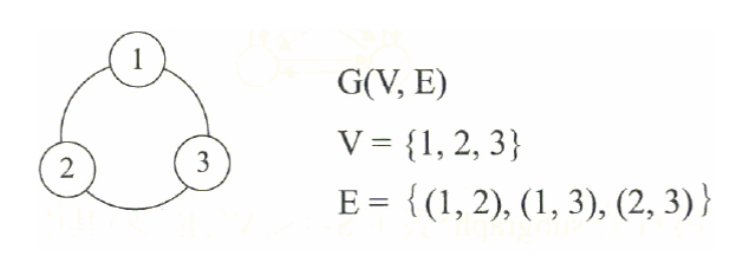 1
2
3
G(V, E)
V = {1, 2, 3}
E = {(1, 2), (1, 3), (2, 3)}